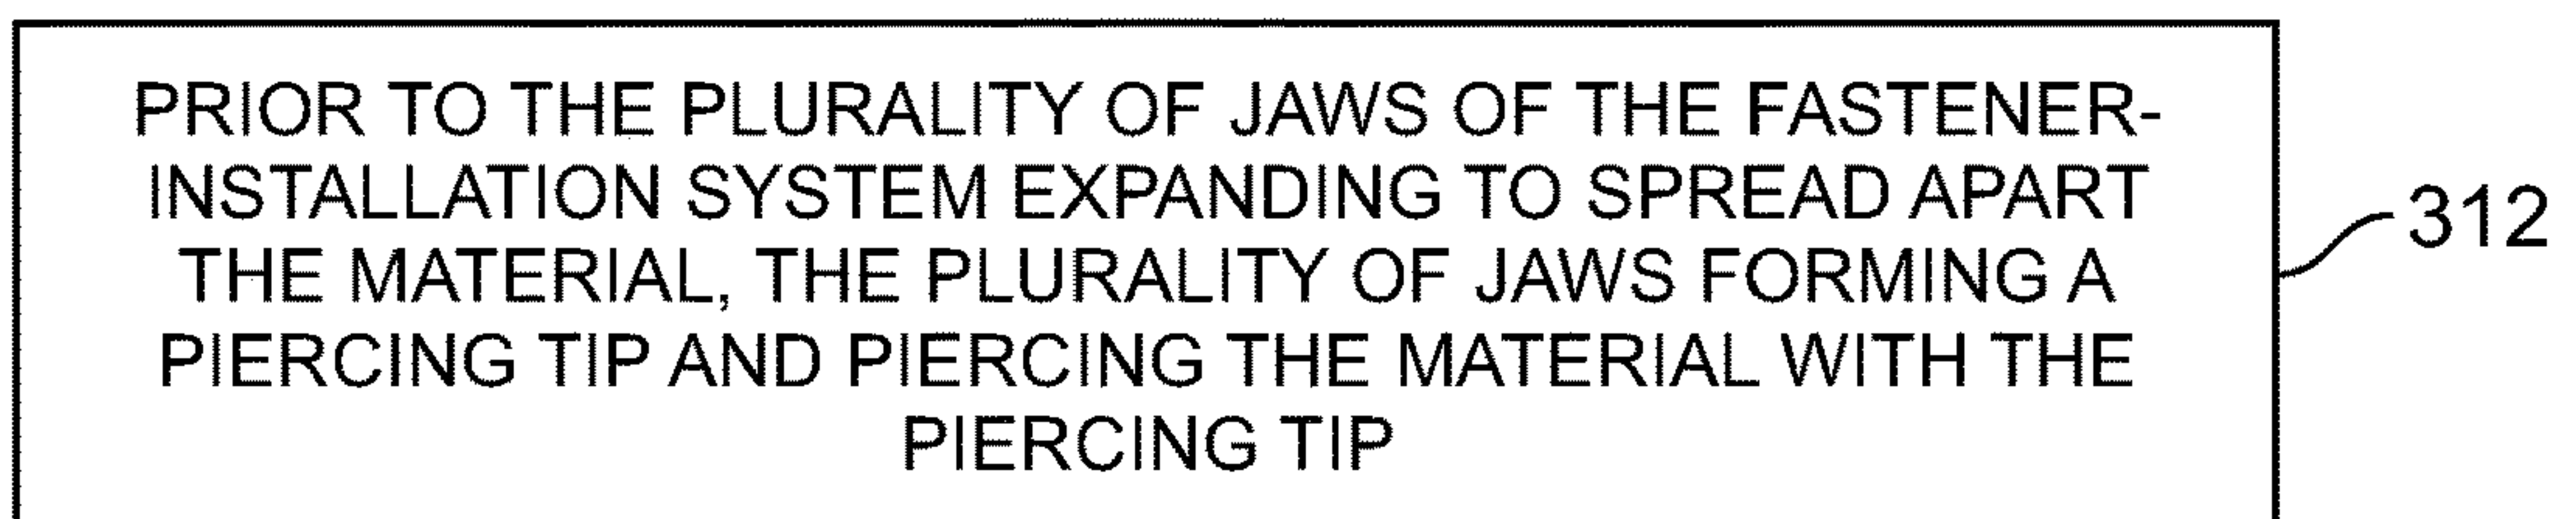 PRIOR TO THE PLURALITY OF JAWS OF THE FASTENER-
INSTALLATION SYSTEM EXPANDING TO SPREAD APART
THE MATERIAL, THE PLURALITY OF JAWS FORMING A
PIERCING TIP AND PIERCING THE MATERIAL WITH THE
PIERCING TIP
312